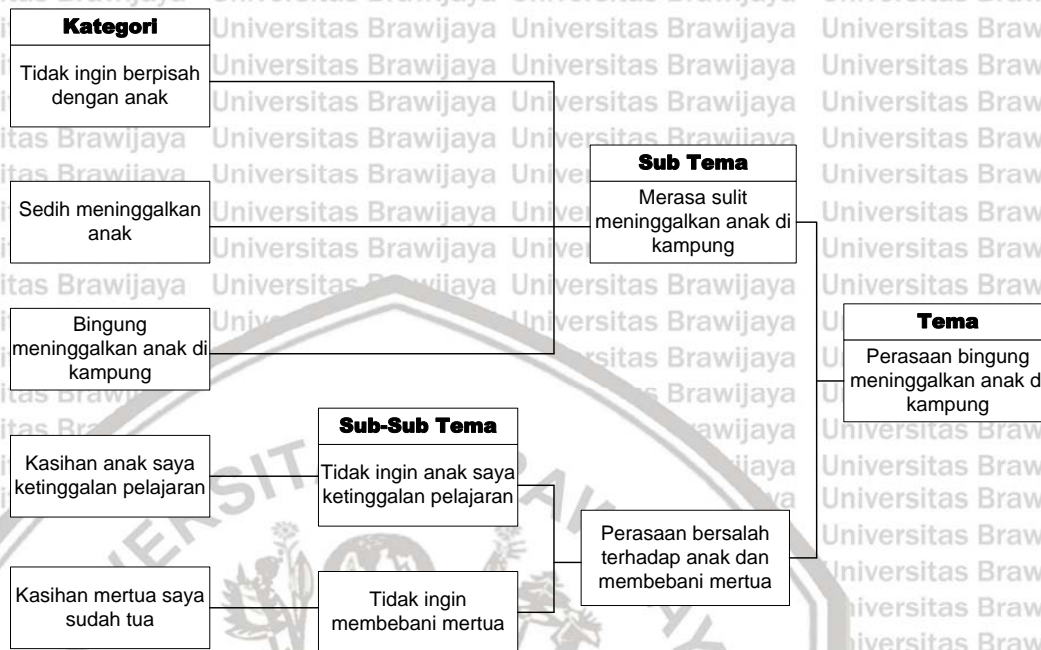 Kategori
Tidak ingin berpisah
dengan anak
Sedih meninggalkan
anak
Bingung
meninggalkan anak di
kampung
Kasihan anak saya
ketinggalan pelajaran
Kasihan mertua saya
sudah tua
Sub-Sub Tema
Tidak ingin anak saya
ketinggalan pelajaran
Tidak ingin
membebani mertua
Sub Tema
Merasa sulit
meninggalkan anak di
kampung
Perasaan bersalah
terhadap anak dan
membebani mertua
Tema
Perasaan bingung
meninggalkan anak d
kampung
Universitas Brawijaya